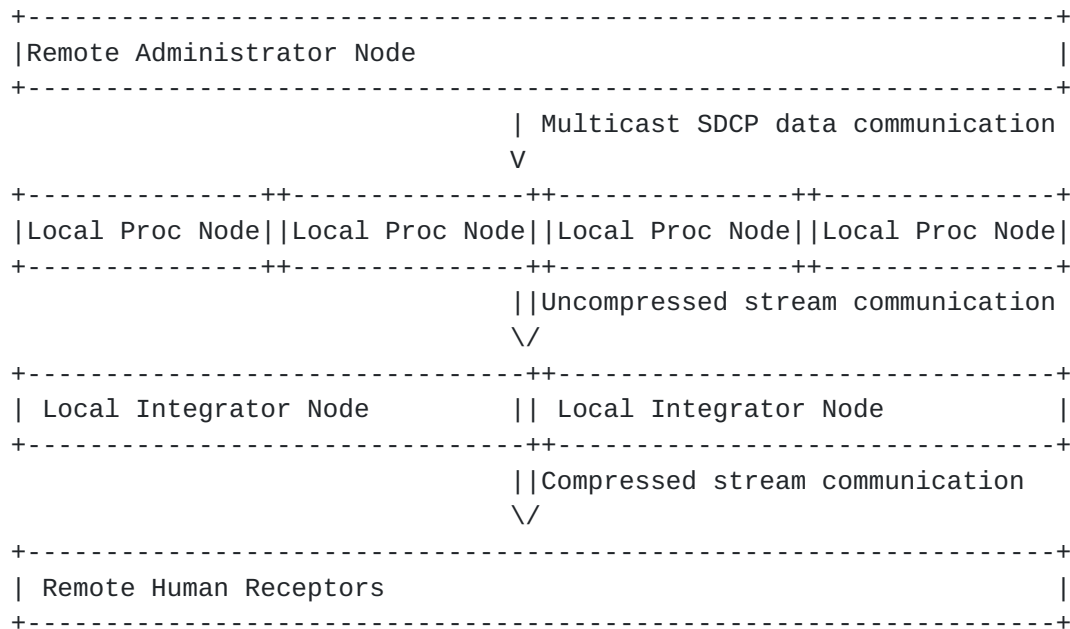 +------------------------------------------------------------------+
|Remote Administrator Node                                         |
+------------------------------------------------------------------+
                                | Multicast SDCP data communication
                                V
+---------------++---------------++---------------++---------------+
|Local Proc Node||Local Proc Node||Local Proc Node||Local Proc Node|
+---------------++---------------++---------------++---------------+
                                ||Uncompressed stream communication
                                \/
+--------------------------------++--------------------------------+
| Local Integrator Node         || Local Integrator Node           |
+--------------------------------++--------------------------------+
                                ||Compressed stream communication
                                \/
+------------------------------------------------------------------+
| Remote Human Receptors                                           |
+------------------------------------------------------------------+